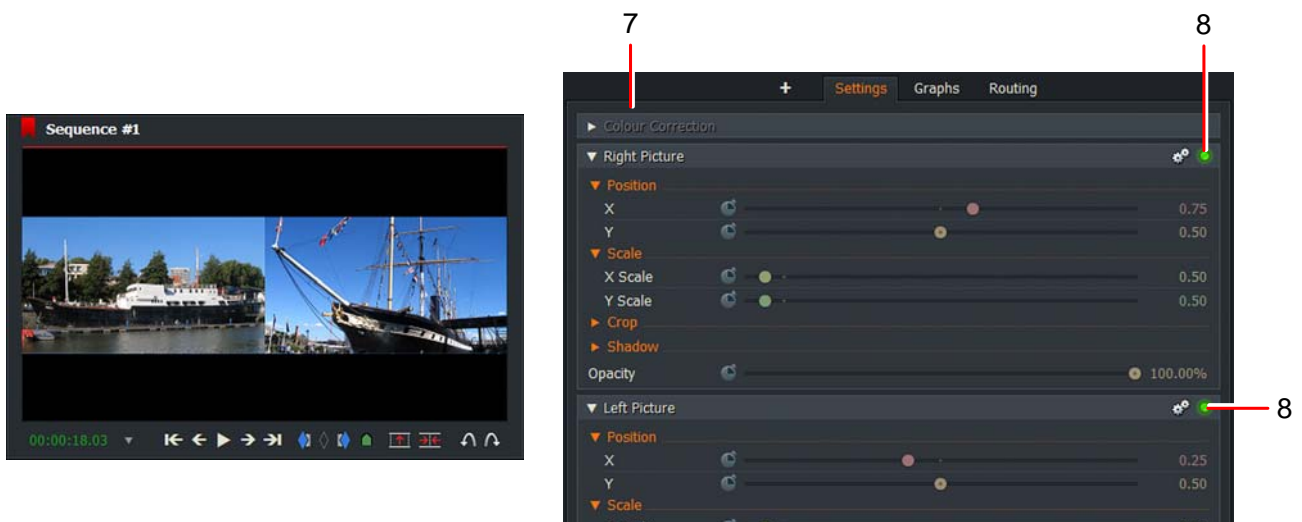 7
8
Sequence #1
00:00:18.03
+ Settings Graphs Routing
Colour Correction
Right Picture
Position
X 0.75
Y 0.50
Scale
X Scale 0.50
Y Scale 0.50
Crop
Shadow
Opacity 100.00%
Left Picture
8
Position
X 0.25
Y 0.50
Scale